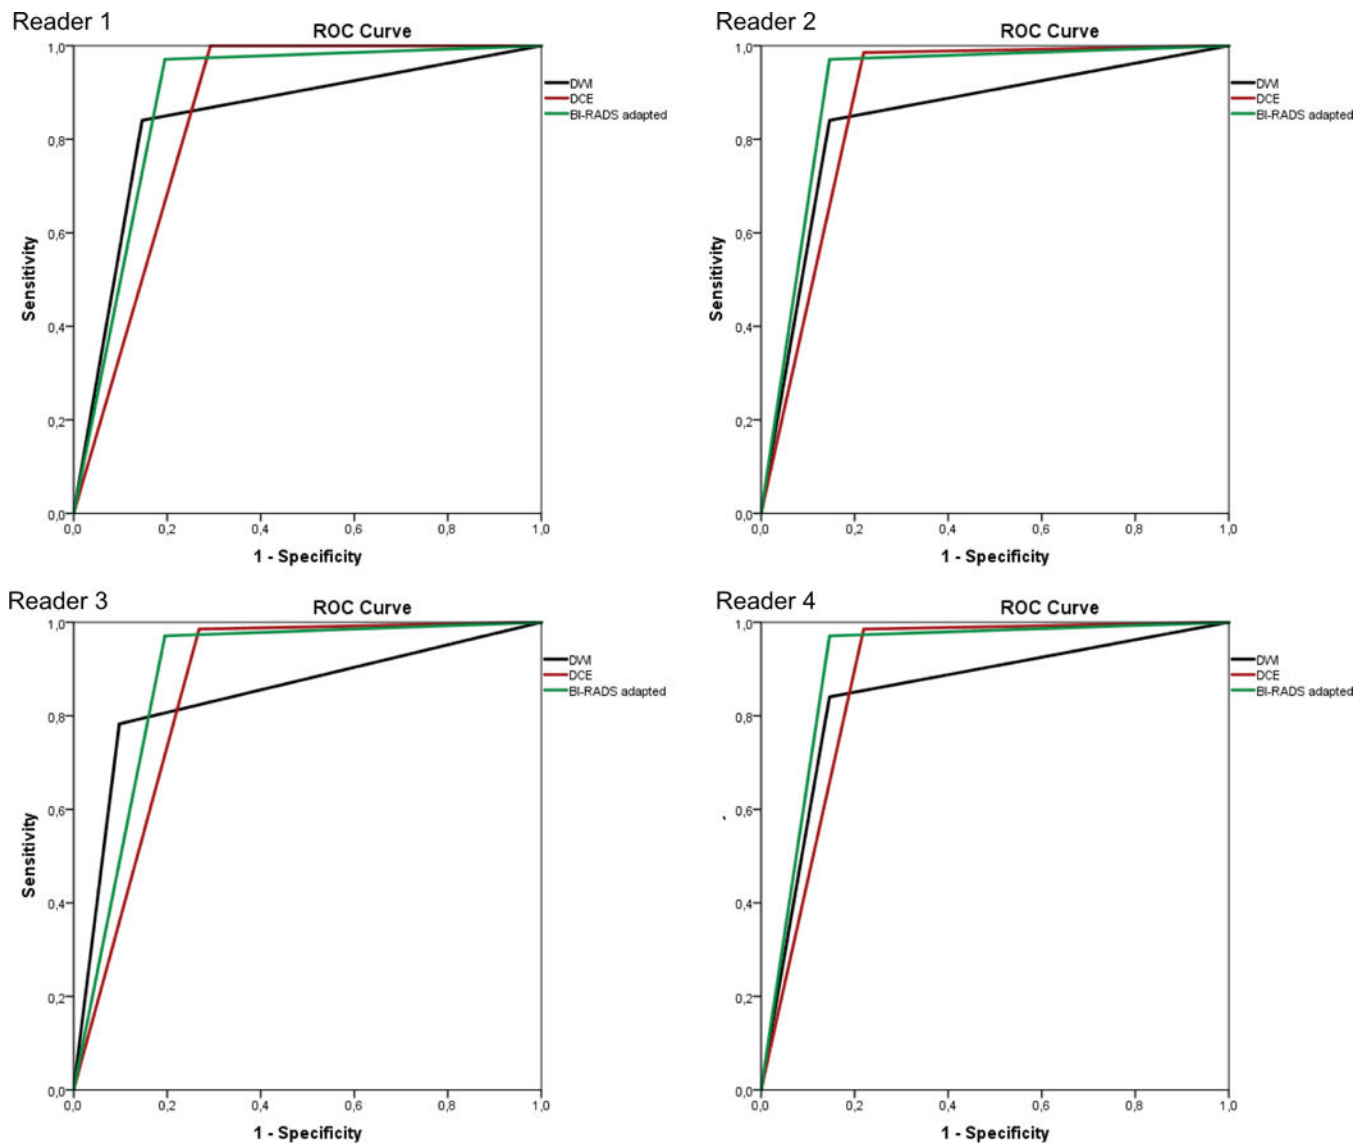 Reader 1
ROC Curve
1,0
0,8
0,6
0,4
0,2
0,0
Sensitivity
0,0 0,2 0,4 0,6 0,8 1,0
1 - Specificity
DWI
DCE
BI-RADS adapted
Reader 2
ROC Curve
1,0
0,8
0,6
0,4
0,2
0,0
Sensitivity
0,0 0,2 0,4 0,6 0,8 1,0
1 - Specificity
DWI
DCE
BI-RADS adapted
Reader 3
ROC Curve
1,0
0,8
0,6
0,4
0,2
0,0
Sensitivity
0,0 0,2 0,4 0,6 0,8 1,0
1 - Specificity
DWI
DCE
BI-RADS adapted
Reader 4
ROC Curve
1,0
0,8
0,6
0,4
0,2
0,0
0,0 0,2 0,4 0,6 0,8 1,0
1 - Specificity
DWI
DCE
BI-RADS adapted